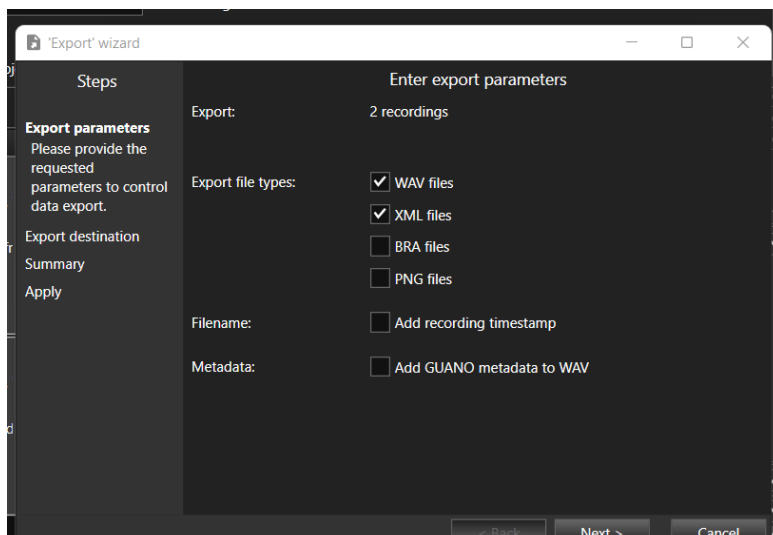 'Export' wizard
Steps
Export parameters
Please provide the
requested
parameters to control
data export.
Export destination
Summary
Apply
Enter export parameters
Export: 2 recordings
Export file types: WAV files
XML files
BRA files
PNG files
Filename: Add recording timestamp
Metadata: Add GUANO metadata to WAV
< Back Next > Cancel